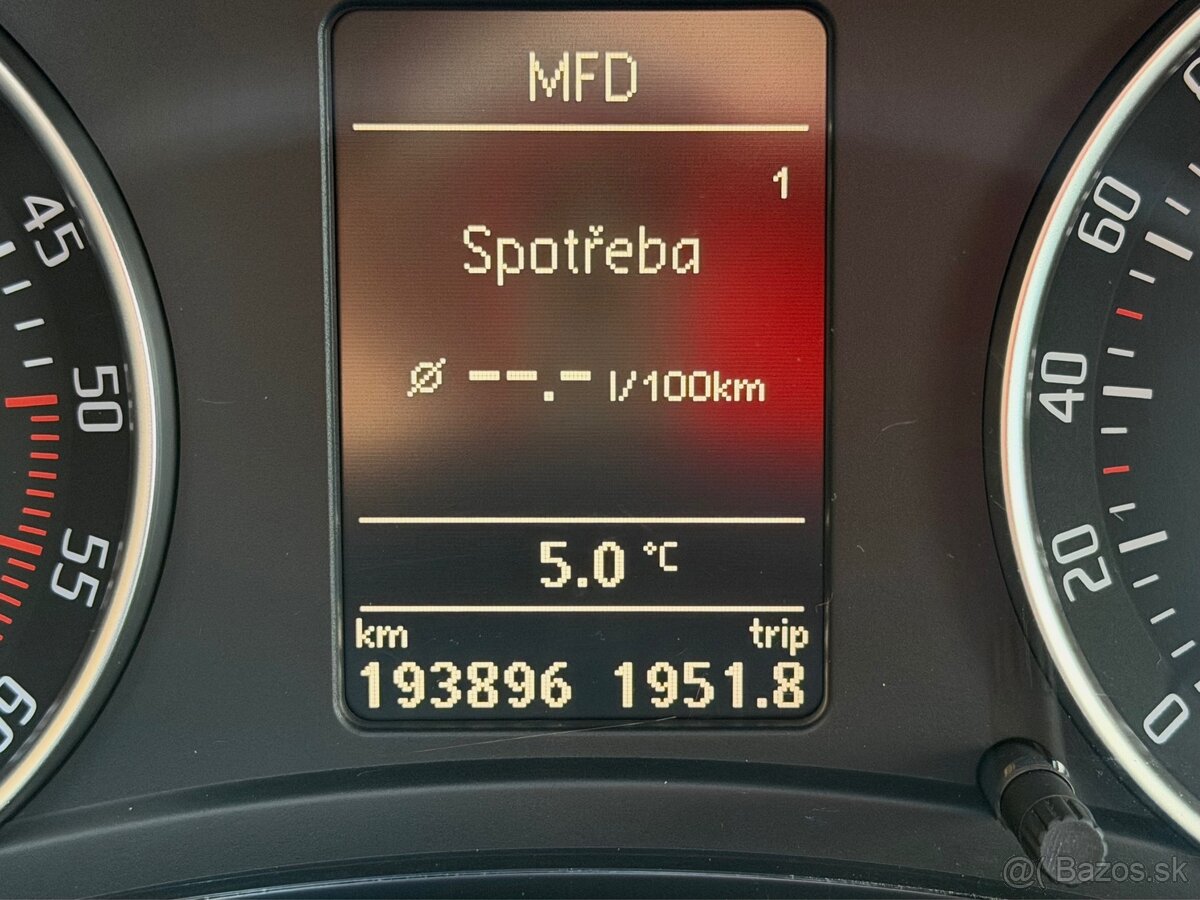 MFD
1
Spotřeba
Ø --.- l/100km
5.0 °C
km trip
193896 1951.8
45
50
55
60
60
40
20
0
@( Bazos.sk